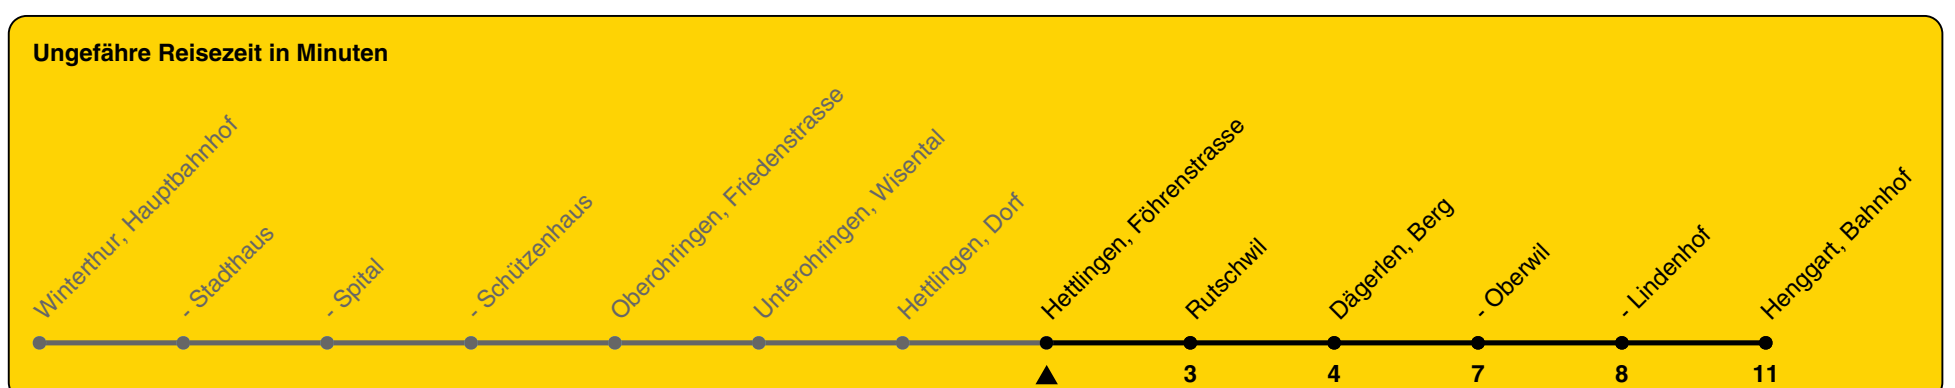 Ungefähre Reisezeit in Minuten
Winterthur, Hauptbahnhof
- Stadthaus
- Spital
- Schützenhaus
Oberohringen, Friedenstrasse
Unterohringen, Wisental
Hettlingen, Dorf
Hettlingen, Föhrenstrasse
Rutschwil
Dägerlen, Berg
- Oberwil
- Lindenhof
Henggart, Bahnhof
3 4 7 8 11